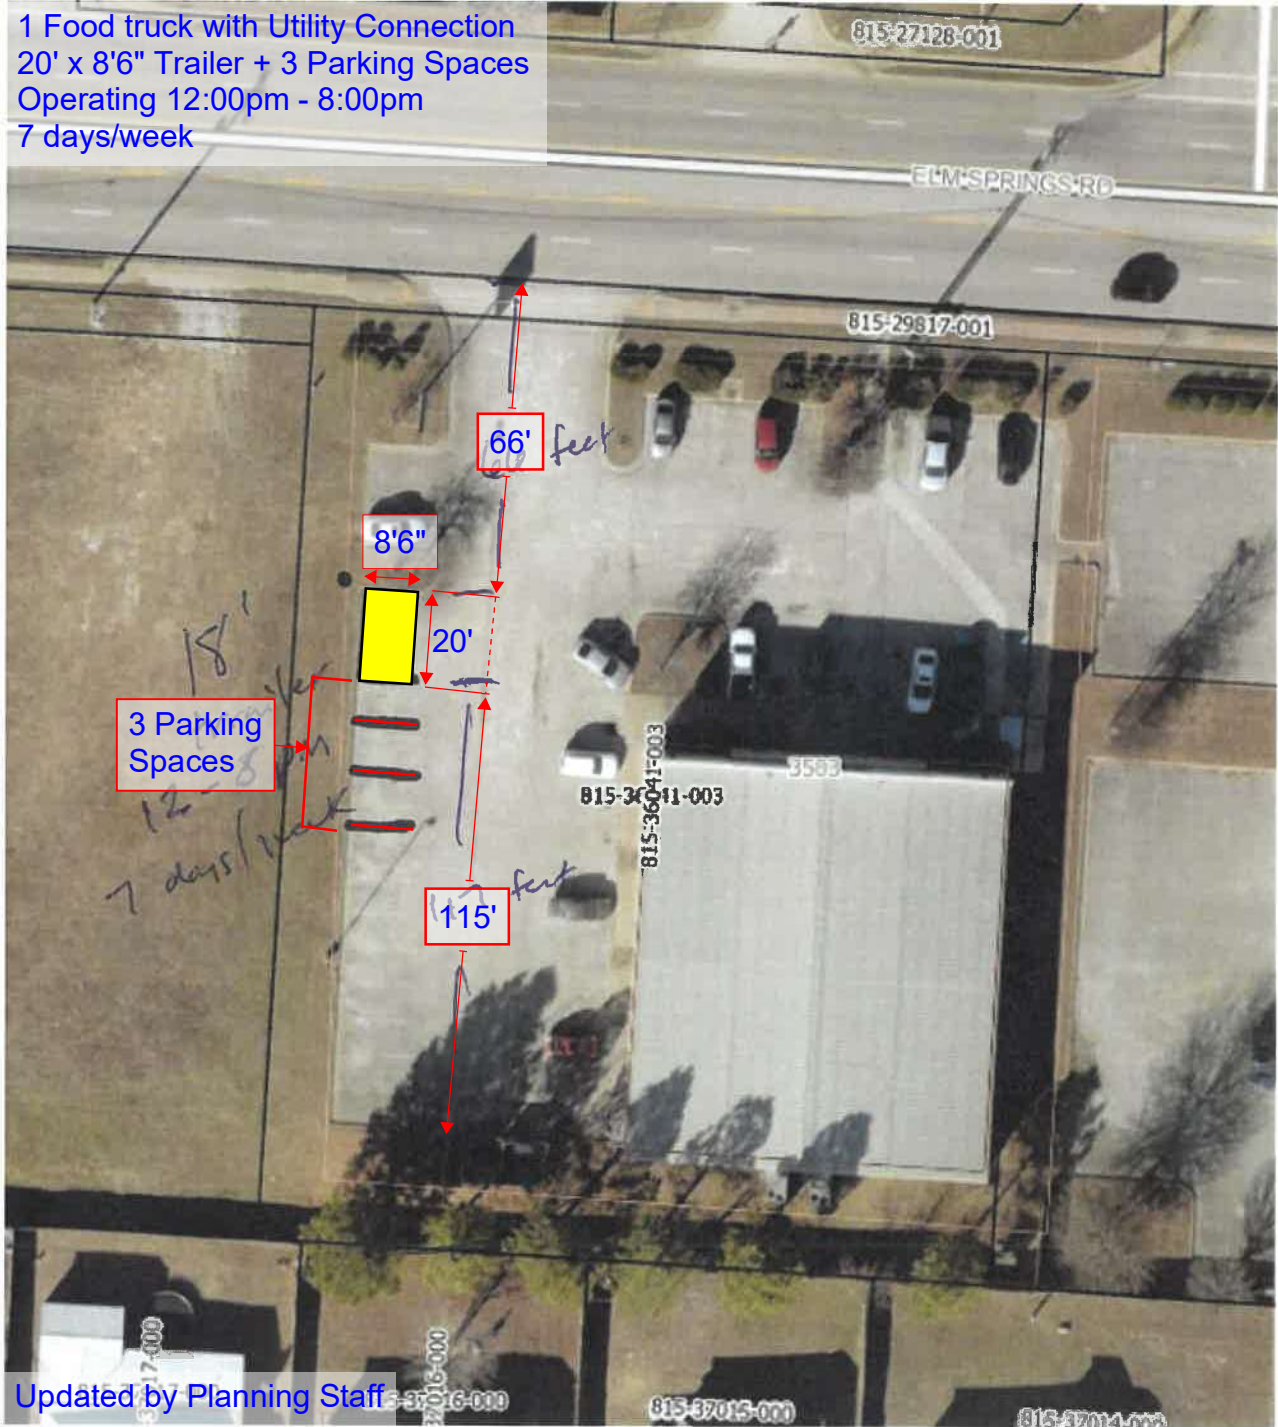 1 Food truck with Utility Connection
20' x 8'6" Trailer + 3 Parking Spaces
Operating 12:00pm - 8:00pm
7 days/week
815-27128-001
ELM SPRINGS RD
815-29817-001
66'
feet
8'6"
20'
18'
3 Parking
Spaces
12-8pm
7 days/week
3583
815-36041-003
815-36041-003
feet
115'
Updated by Planning Staff
815-37015-000